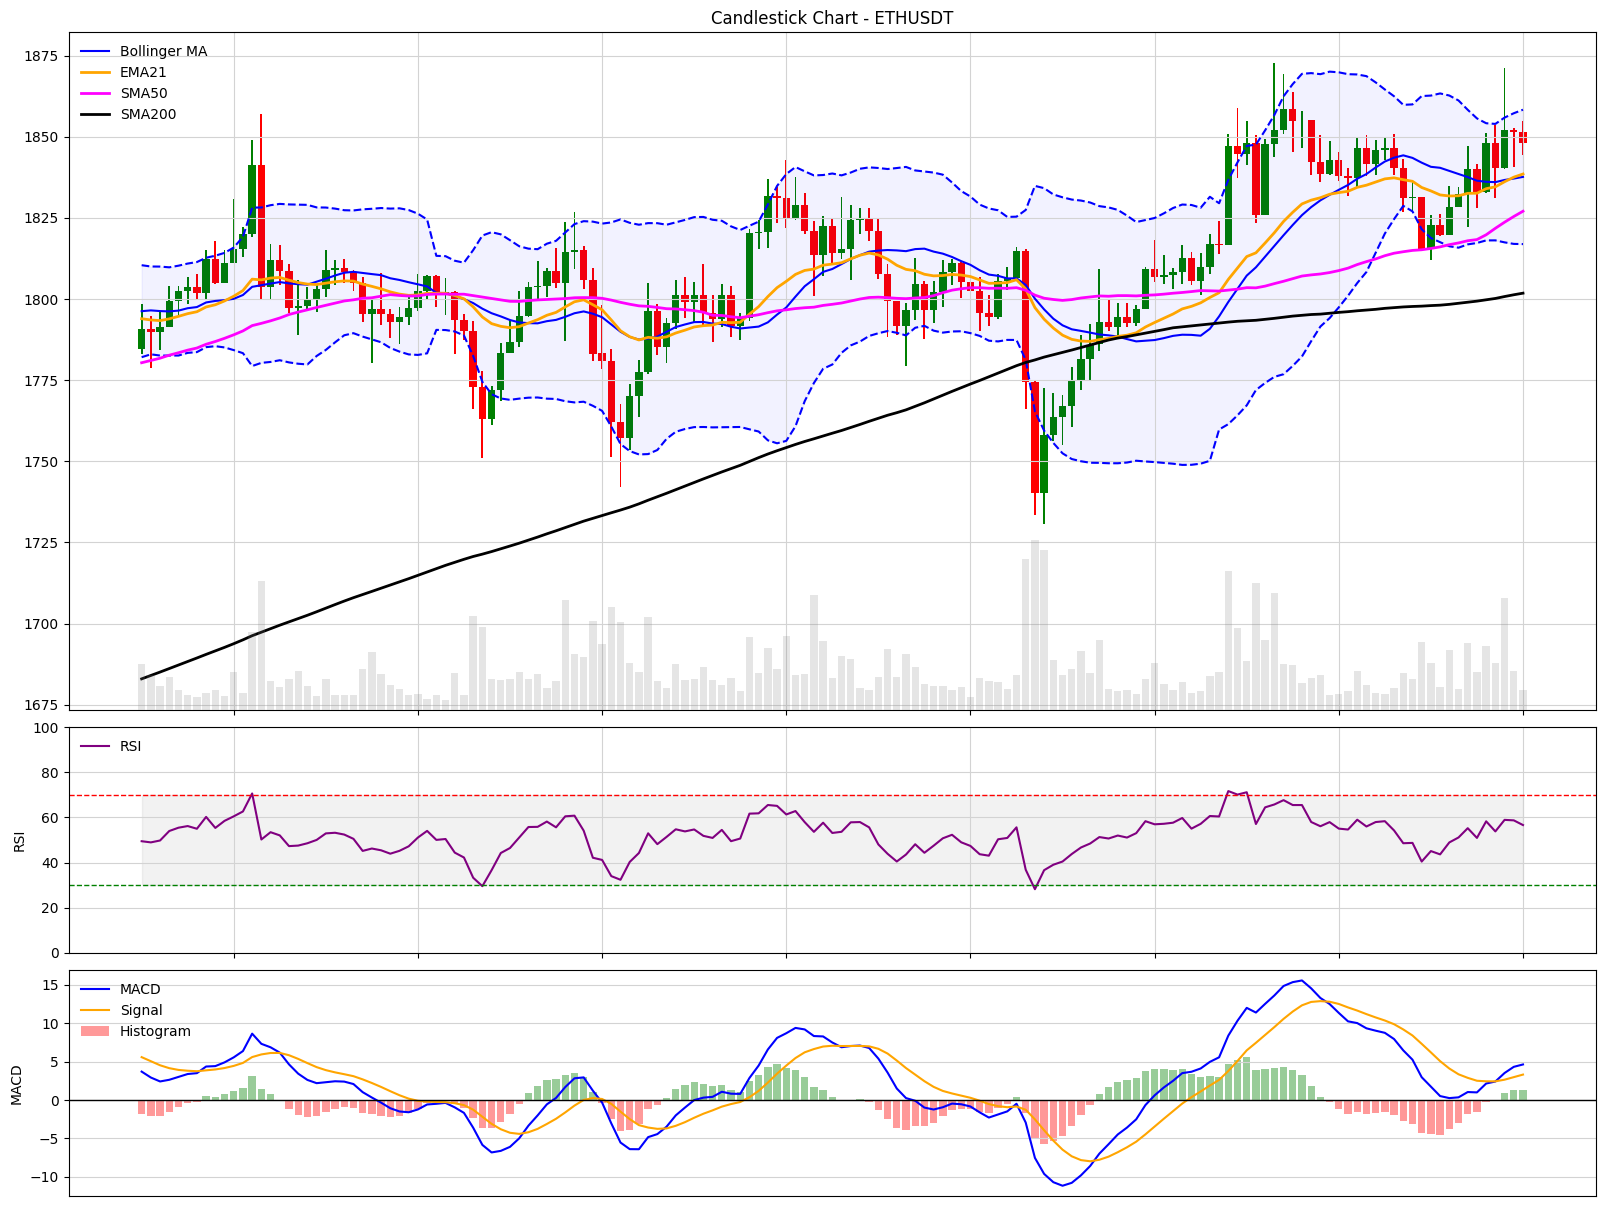 Candlestick Chart - ETHUSDT
Bollinger MA
EMA21
SMA50
SMA200
1875
1850
1825
1800
1775
1750
1725
1700
1675
RSI
RSI
100
80
60
40
20
0
MACD
Signal
Histogram
MACD
15
10
5
0
−5
−10